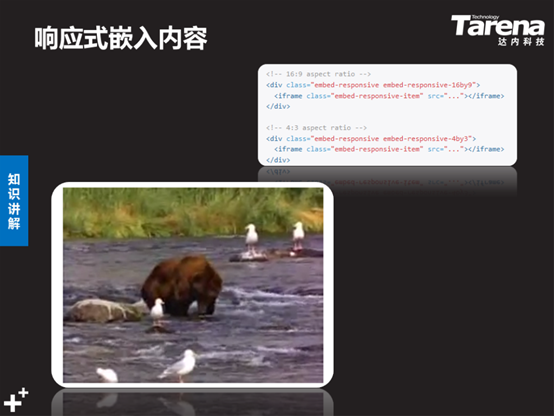 响应式嵌入内容
Technology
Tarena
达内科技
<!-- 16:9 aspect ratio -->
<div class="embed-responsive embed-responsive-16by9">
  <iframe class="embed-responsive-item" src="..."></iframe>
</div>
<!-- 4:3 aspect ratio -->
<div class="embed-responsive embed-responsive-4by3">
  <iframe class="embed-responsive-item" src="..."></iframe>
</div>
知识讲解